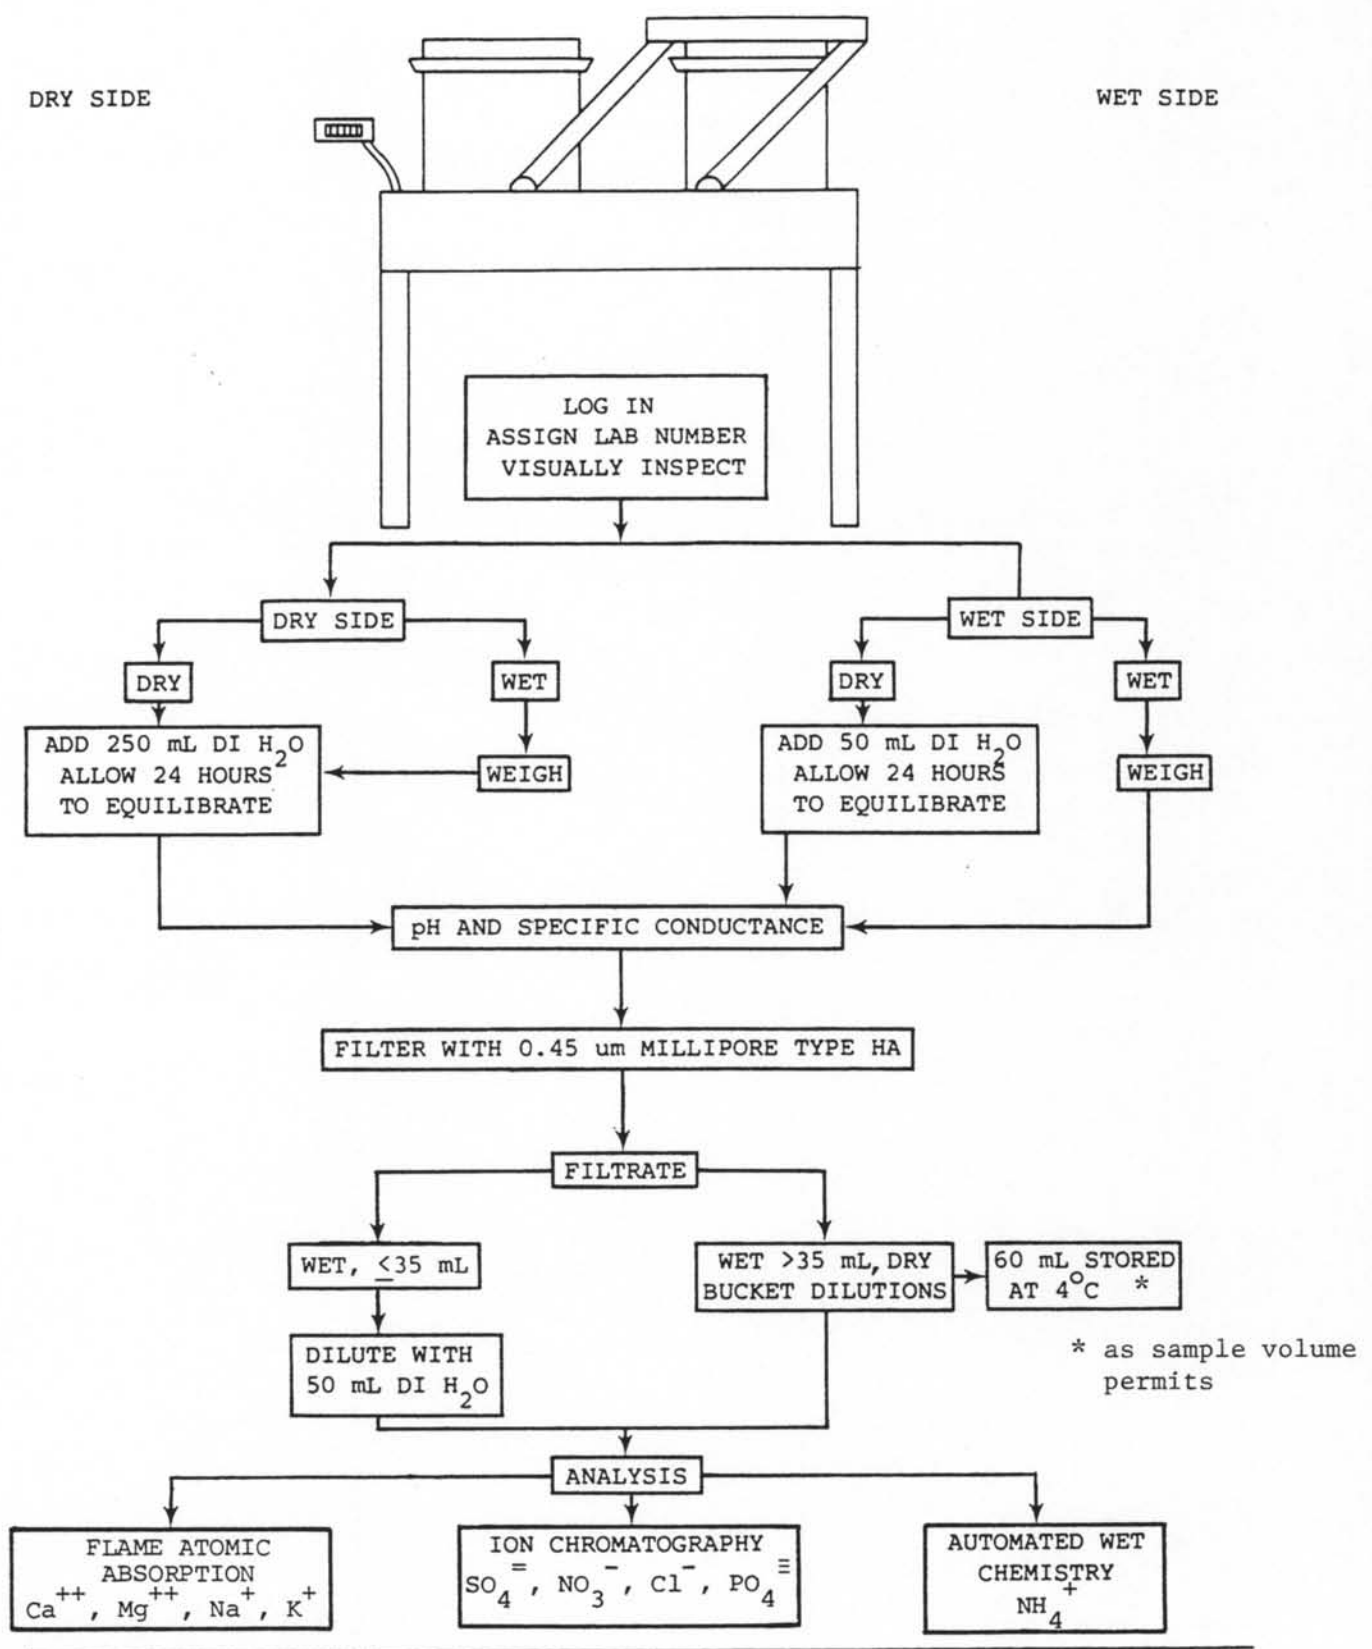 DRY SIDE
WET SIDE
LOG IN
ASSIGN LAB NUMBER
VISUALLY INSPECT
DRY SIDE
WET SIDE
DRY
WET
DRY
WET
ADD 250 mL DI H2O
ALLOW 24 HOURS
TO EQUILIBRATE
WEIGH
ADD 50 mL DI H2O
ALLOW 24 HOURS
TO EQUILIBRATE
WEIGH
pH AND SPECIFIC CONDUCTANCE
FILTER WITH 0.45 um MILLIPORE TYPE HA
FILTRATE
WET, ≤35 mL
WET >35 mL, DRY
BUCKET DILUTIONS
60 mL STORED
AT 4°C *
DILUTE WITH
50 mL DI H2O
* as sample volume
permits
ANALYSIS
FLAME ATOMIC
ABSORPTION
Ca++, Mg++, Na+, K+
ION CHROMATOGRAPHY
SO4=, NO3-, Cl-, PO4≡
AUTOMATED WET
CHEMISTRY
NH4+